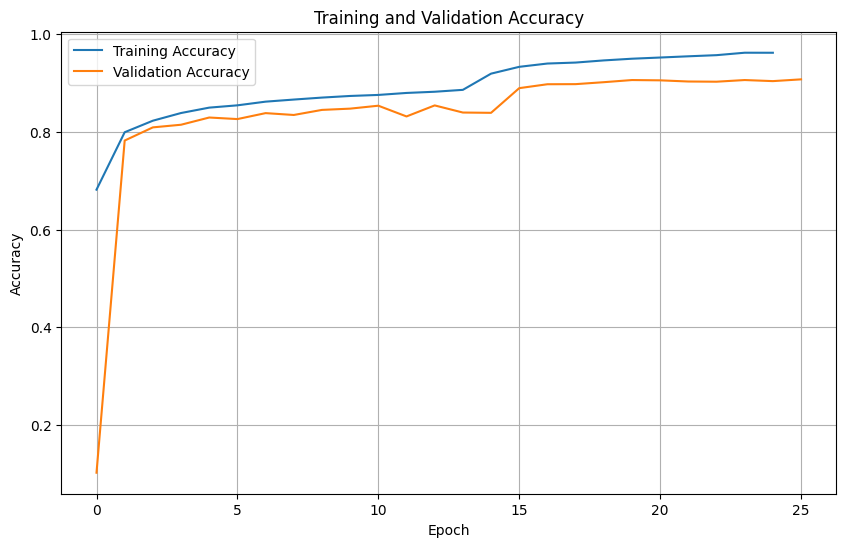 Training and Validation Accuracy
Training Accuracy
Validation Accuracy
1.0
0.8
0.6
0.4
0.2
Accuracy
0 5 10 15 20 25
Epoch